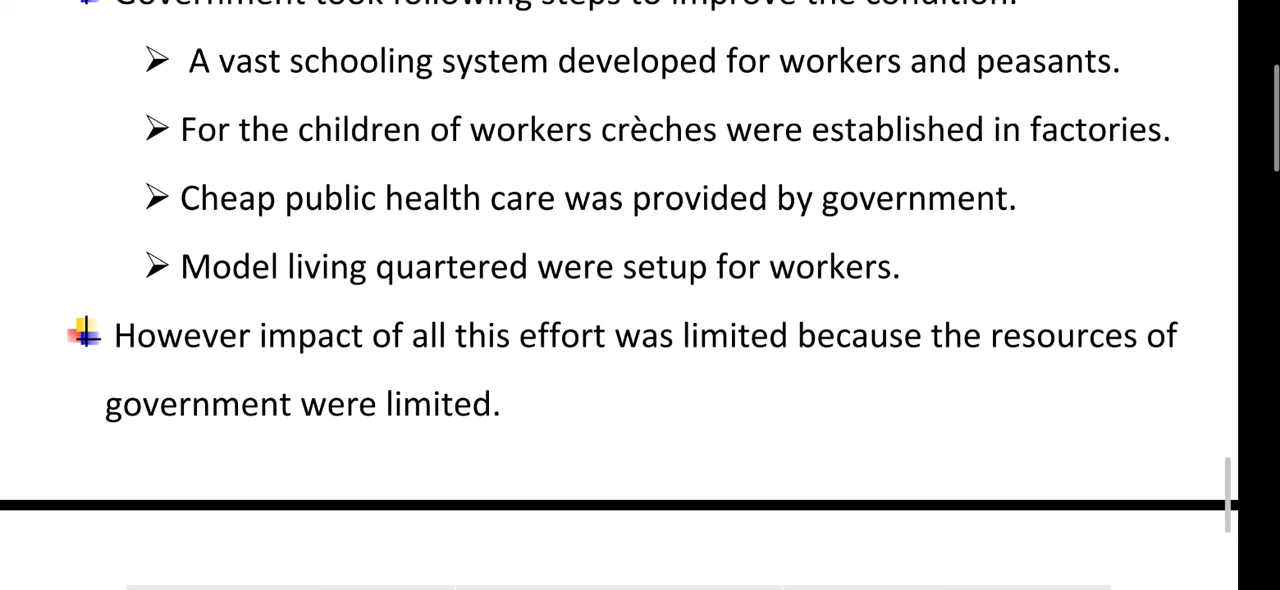 Government took following steps to improve the condition.
➢ A vast schooling system developed for workers and peasants.
➢ For the children of workers crèches were established in factories.
➢ Cheap public health care was provided by government.
➢ Model living quartered were setup for workers.
However impact of all this effort was limited because the resources of
government were limited.